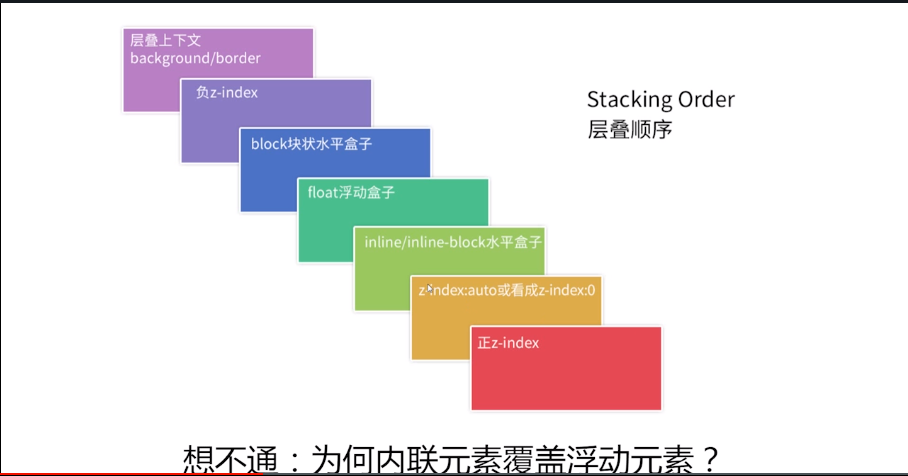 层叠上下文
background/border
负z-index
Stacking Order
层叠顺序
block块状水平盒子
float浮动盒子
inline/inline-block水平盒子
z-index:auto或看成z-index:0
正z-index
想不通：为何内联元素覆盖浮动元素？